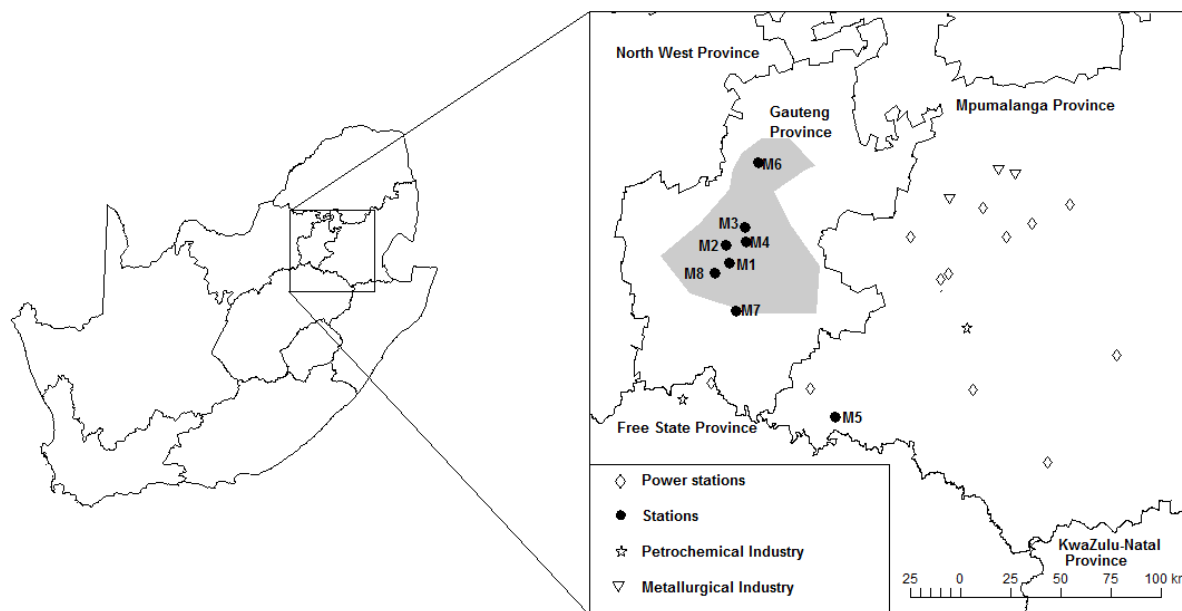 North West Province
Mpumalanga Province
Gauteng
Province
M6
M3
M4
M2
M1
M8
M7
M5
Free State Province
Power stations
Stations
Petrochemical Industry
Metallurgical Industry
KwaZulu-Natal
Province
25 0 25 50 75 100 km